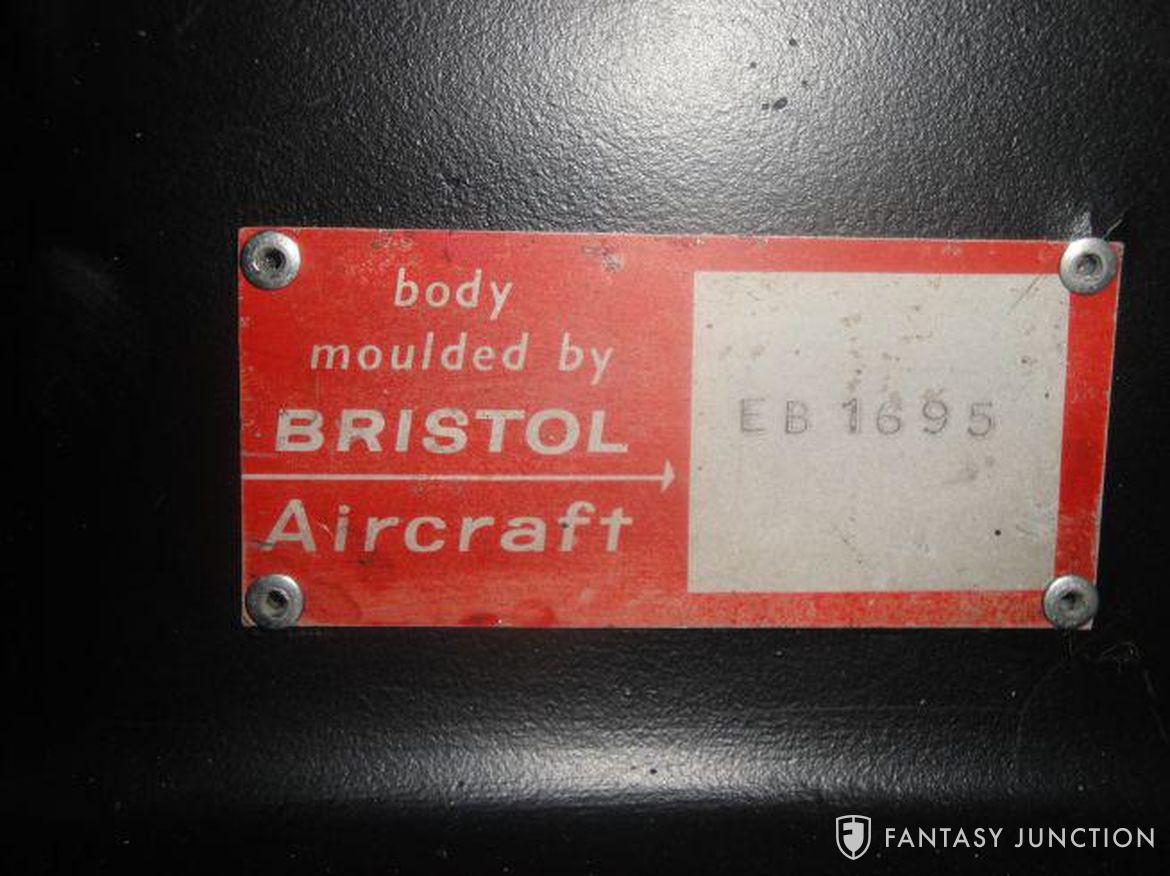 body
moulded by
BRISTOL
Aircraft
EB 1695
FANTASY JUNCTION